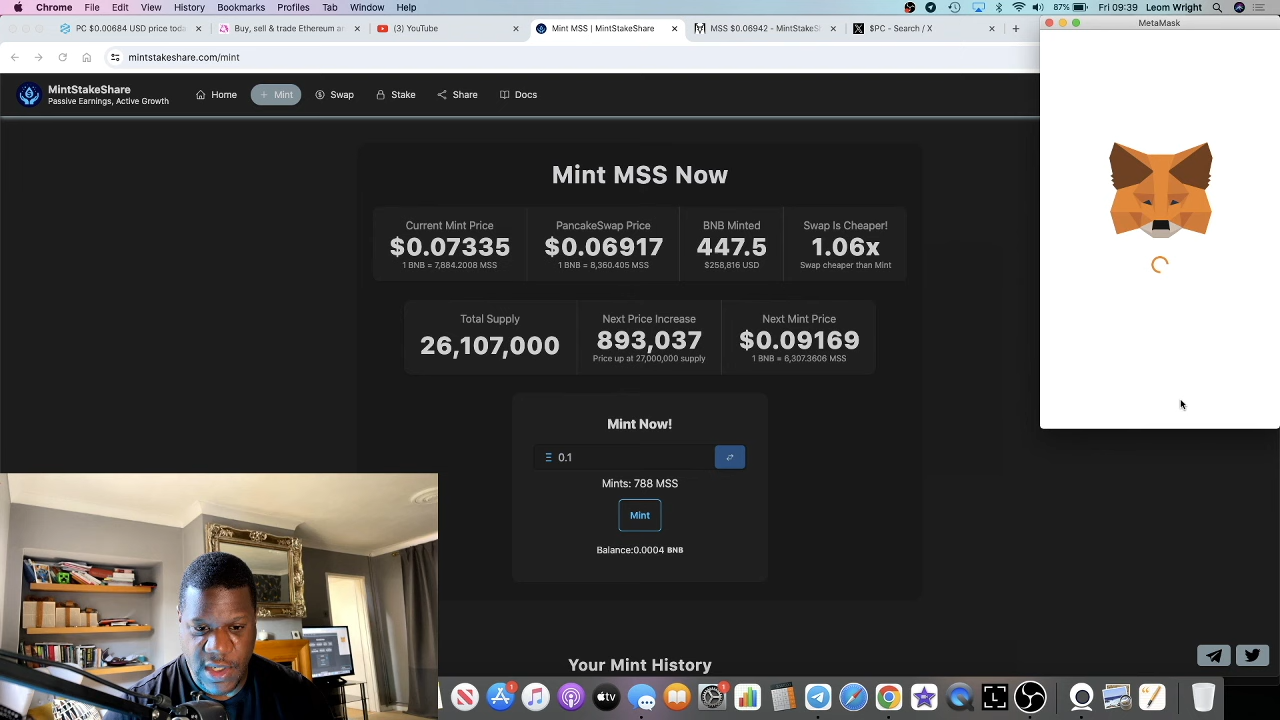 Chrome File Edit View History Bookmarks Profiles Tab Window Help 87% Fri 09:39 Leom Wright
PC $0.00684 USD price toda
Buy, sell & trade Ethereum an
(3) YouTube
Mint MSS | MintStakeShare
MSS $0.06942 - MintStakeS
$PC - Search / X
MetaMask
mintstakeshare.com/mint
MintStakeShare
Passive Earnings, Active Growth
Home Mint Swap Stake Share Docs
Mint MSS Now
Current Mint Price
$0.07335
1 BNB = 7,884.2008 MSS
PancakeSwap Price
$0.06917
1 BNB = 8,360.405 MSS
BNB Minted
447.5
$258,816 USD
Swap Is Cheaper!
1.06x
Swap cheaper than Mint
Total Supply
26,107,000
Next Price Increase
893,037
Price up at 27,000,000 supply
Next Mint Price
$0.09169
1 BNB = 6,307.3606 MSS
Mint Now!
0.1
Mints: 788 MSS
Mint
Balance:0.0004 BNB
Your Mint History
tv